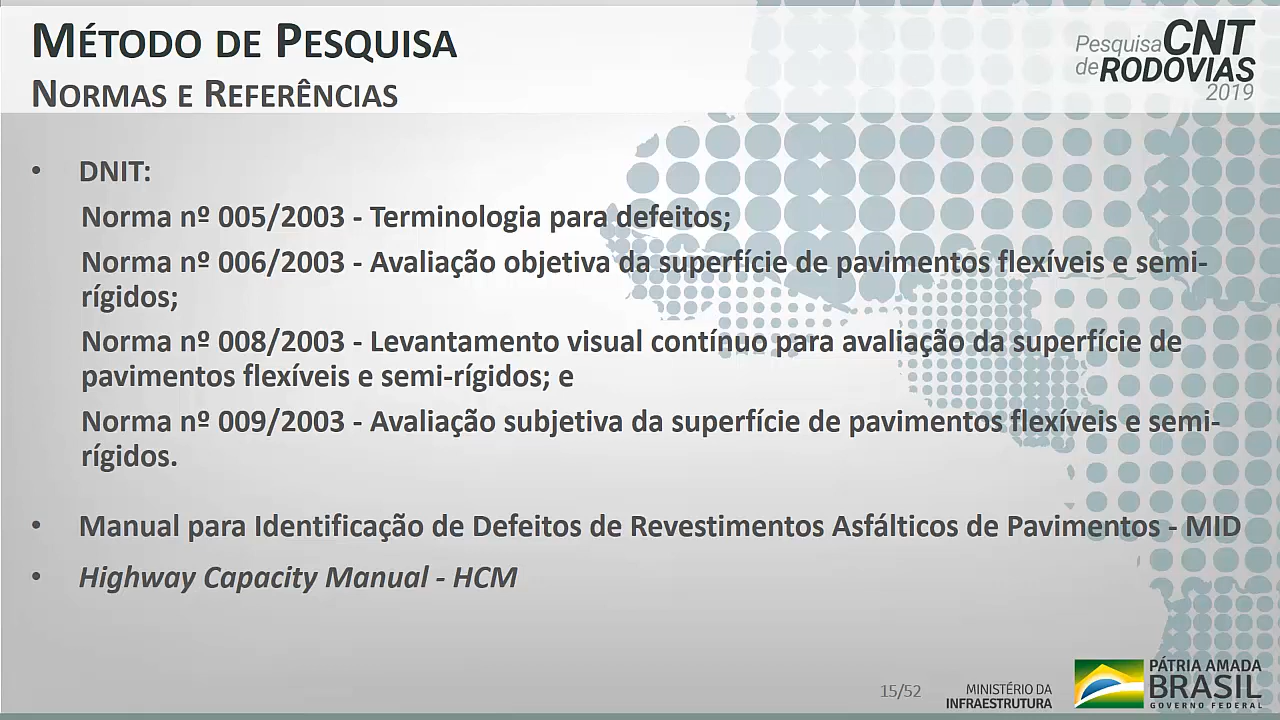 MÉTODO DE PESQUISA
NORMAS E REFERÊNCIAS
Pesquisa CNT
de RODOVIAS
2019
• DNIT:
Norma nº 005/2003 - Terminologia para defeitos;
Norma nº 006/2003 - Avaliação objetiva da superfície de pavimentos flexíveis e semi-
rígidos;
Norma nº 008/2003 - Levantamento visual contínuo para avaliação da superfície de
pavimentos flexíveis e semi-rígidos; e
Norma nº 009/2003 - Avaliação subjetiva da superfície de pavimentos flexíveis e semi-
rígidos.
• Manual para Identificação de Defeitos de Revestimentos Asfálticos de Pavimentos - MID
• Highway Capacity Manual - HCM
15/52
MINISTÉRIO DA
INFRAESTRUTURA
PÁTRIA AMADA
BRASIL
GOVERNO FEDERAL